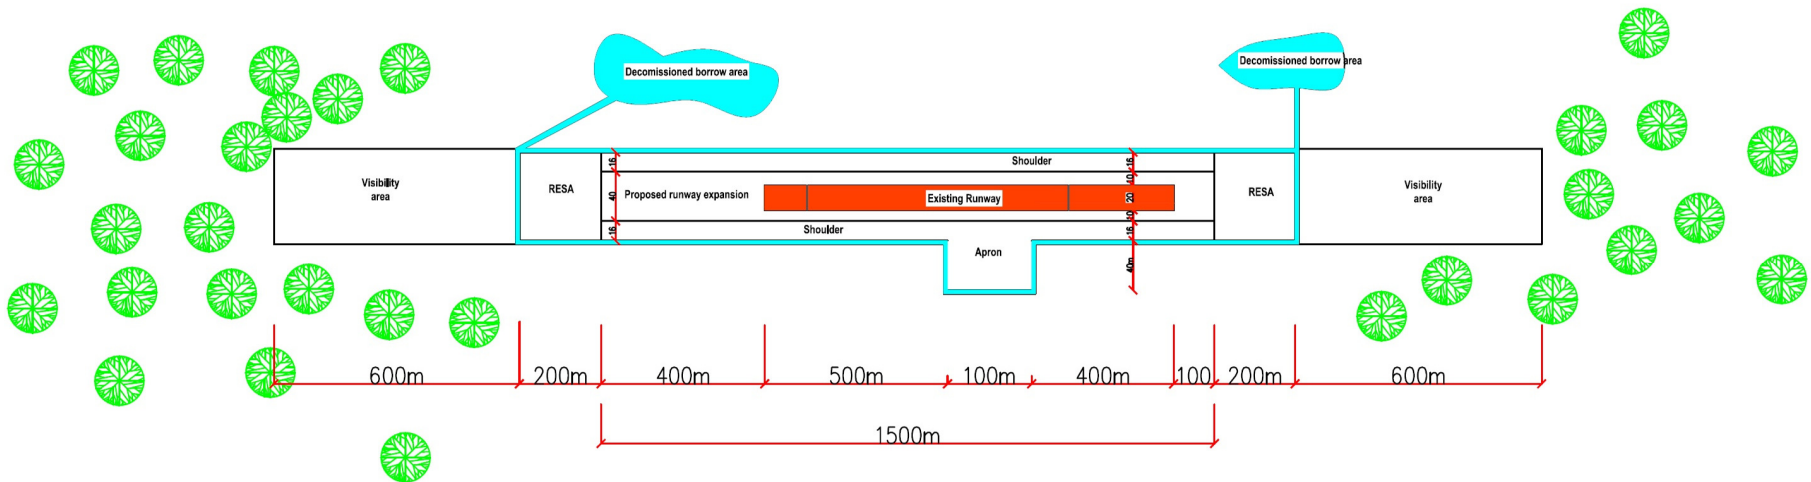 Decomissioned borrow area
Decomissioned borrow area
Visibility
area
RESA
16
40
16
Shoulder
Proposed runway expansion
Existing Runway
Shoulder
16
10
20
10
16
40m
Apron
RESA
Visibility
area
600m
200m
400m
500m
100m
400m
100
200m
600m
1500m